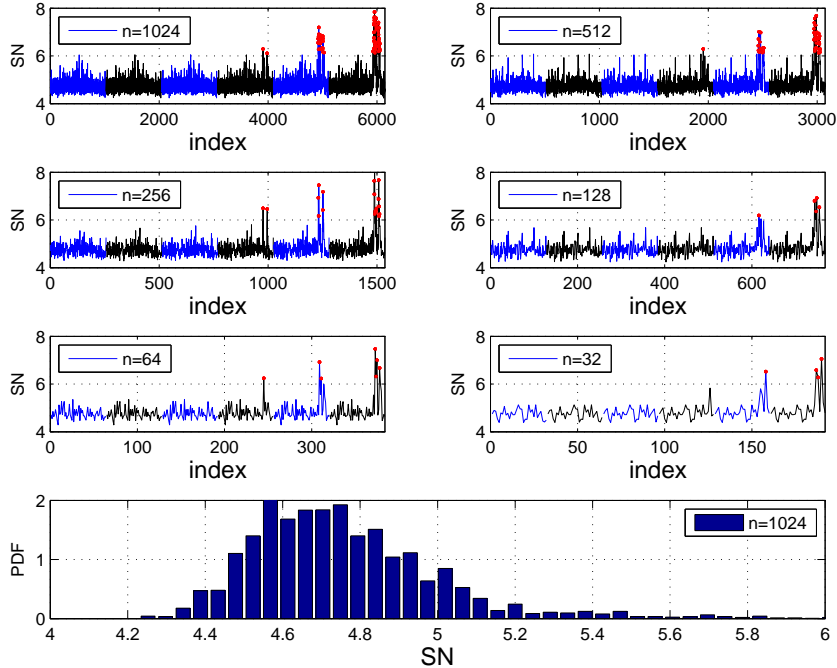 8
6
4
SN
n=1024
0 2000 4000 6000
index
8
6
4
SN
n=512
0 1000 2000 3000
index
8
6
4
SN
n=256
0 500 1000 1500
index
8
6
4
SN
n=128
0 200 400 600
index
8
6
4
SN
n=64
0 100 200 300
index
8
6
4
SN
n=32
0 50 100 150
index
2
1
0
PDF
n=1024
4 4.2 4.4 4.6 4.8 5 5.2 5.4 5.6 5.8 6
SN